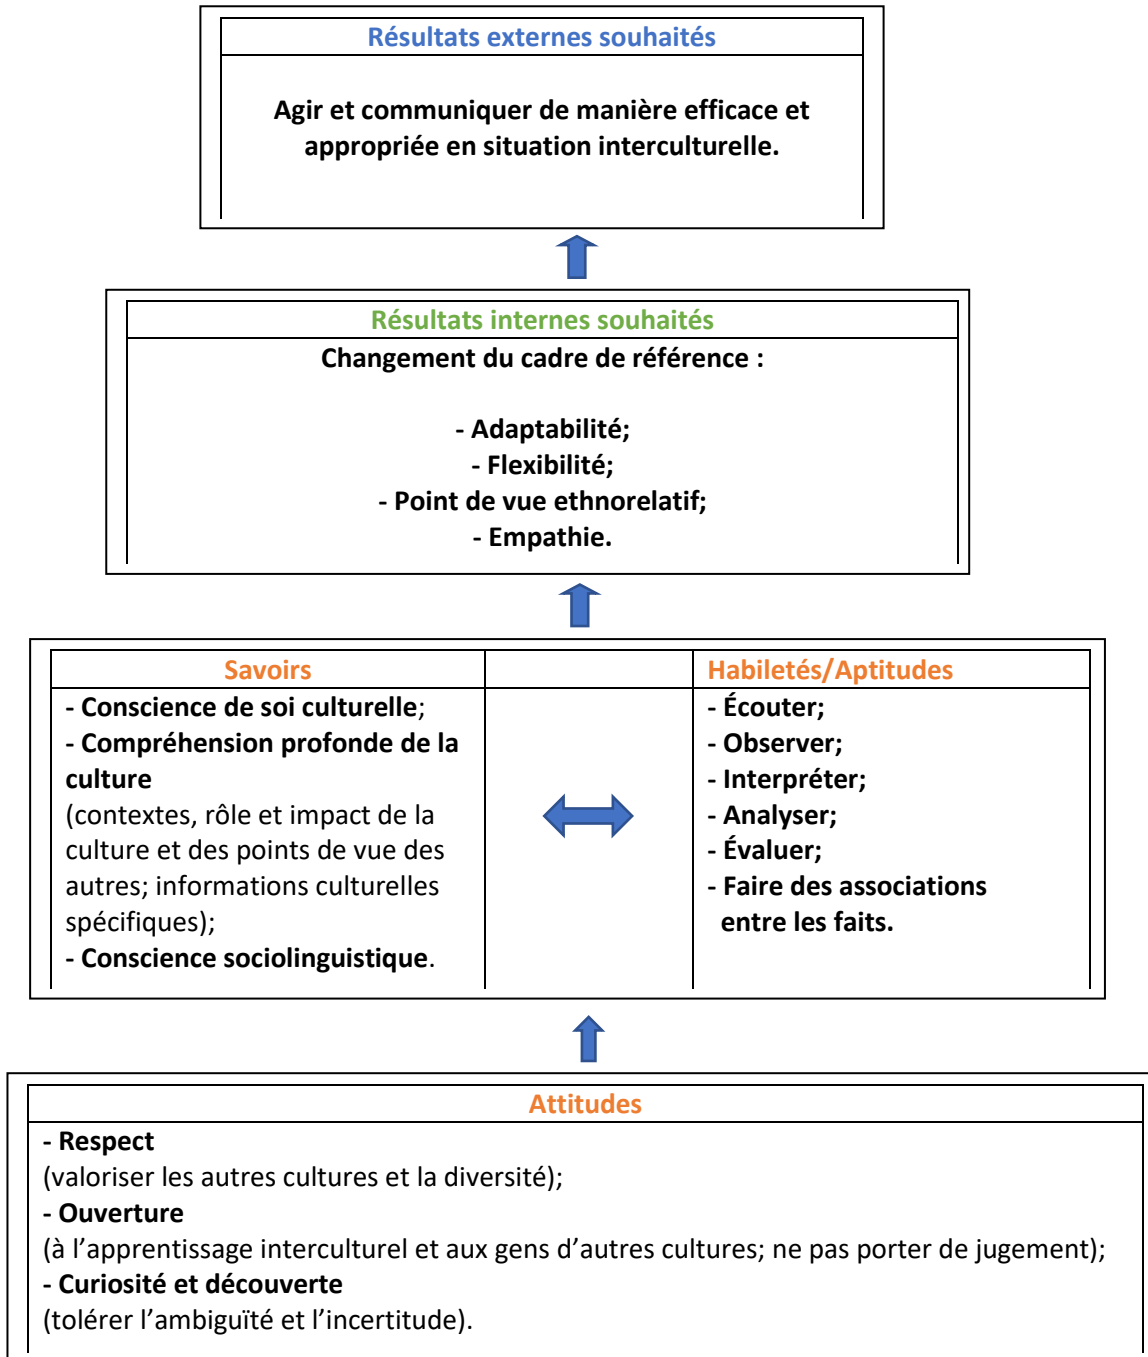 Résultats externes souhaités
Agir et communiquer de manière efficace et
appropriée en situation interculturelle.
Résultats internes souhaités
Changement du cadre de référence :
- Adaptabilité;
- Flexibilité;
- Point de vue ethnorelatif;
- Empathie.
Savoirs
- Conscience de soi culturelle;
- Compréhension profonde de la
culture
(contextes, rôle et impact de la
culture et des points de vue des
autres; informations culturelles
spécifiques);
- Conscience sociolinguistique.
Habiletés/Aptitudes
- Écouter;
- Observer;
- Interpréter;
- Analyser;
- Évaluer;
- Faire des associations
entre les faits.
Attitudes
- Respect
(valoriser les autres cultures et la diversité);
- Ouverture
(à l’apprentissage interculturel et aux gens d’autres cultures; ne pas porter de jugement);
- Curiosité et découverte
(tolérer l’ambiguïté et l’incertitude).